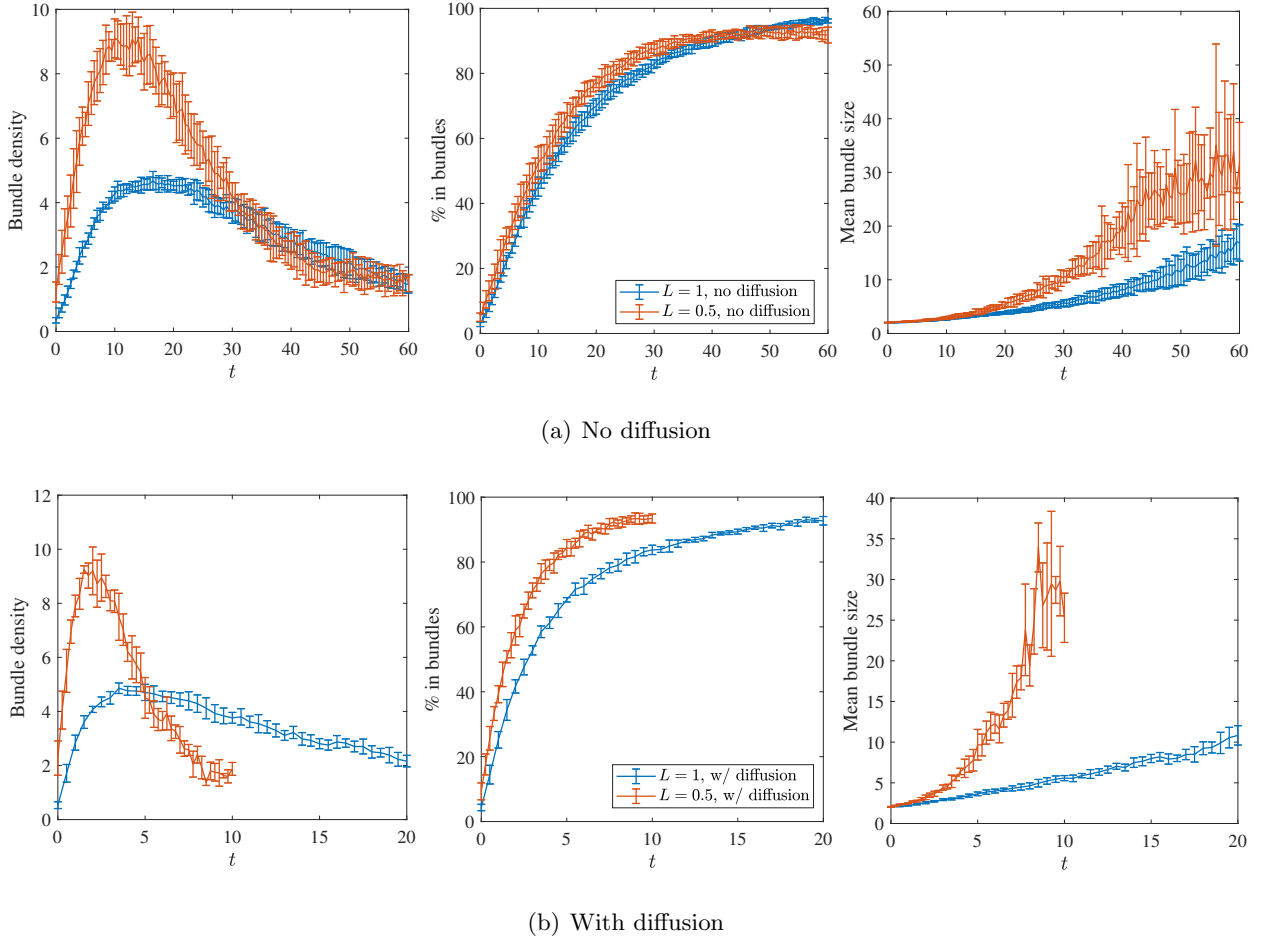 10
8
6
4
2
0
0 10 20 30 40 50 60
Bundle density
t
100
80
60
40
20
0
0 10 20 30 40 50 60
% in bundles
t
L = 1, no diffusion
L = 0.5, no diffusion
60
50
40
30
20
10
0
0 10 20 30 40 50 60
Mean bundle size
t
(a) No diffusion
12
10
8
6
4
2
0
0 5 10 15 20
Bundle density
t
100
80
60
40
20
0
0 5 10 15 20
% in bundles
t
L = 1, w/ diffusion
L = 0.5, w/ diffusion
40
35
30
25
20
15
10
5
0
0 5 10 15 20
Mean bundle size
t
(b) With diffusion